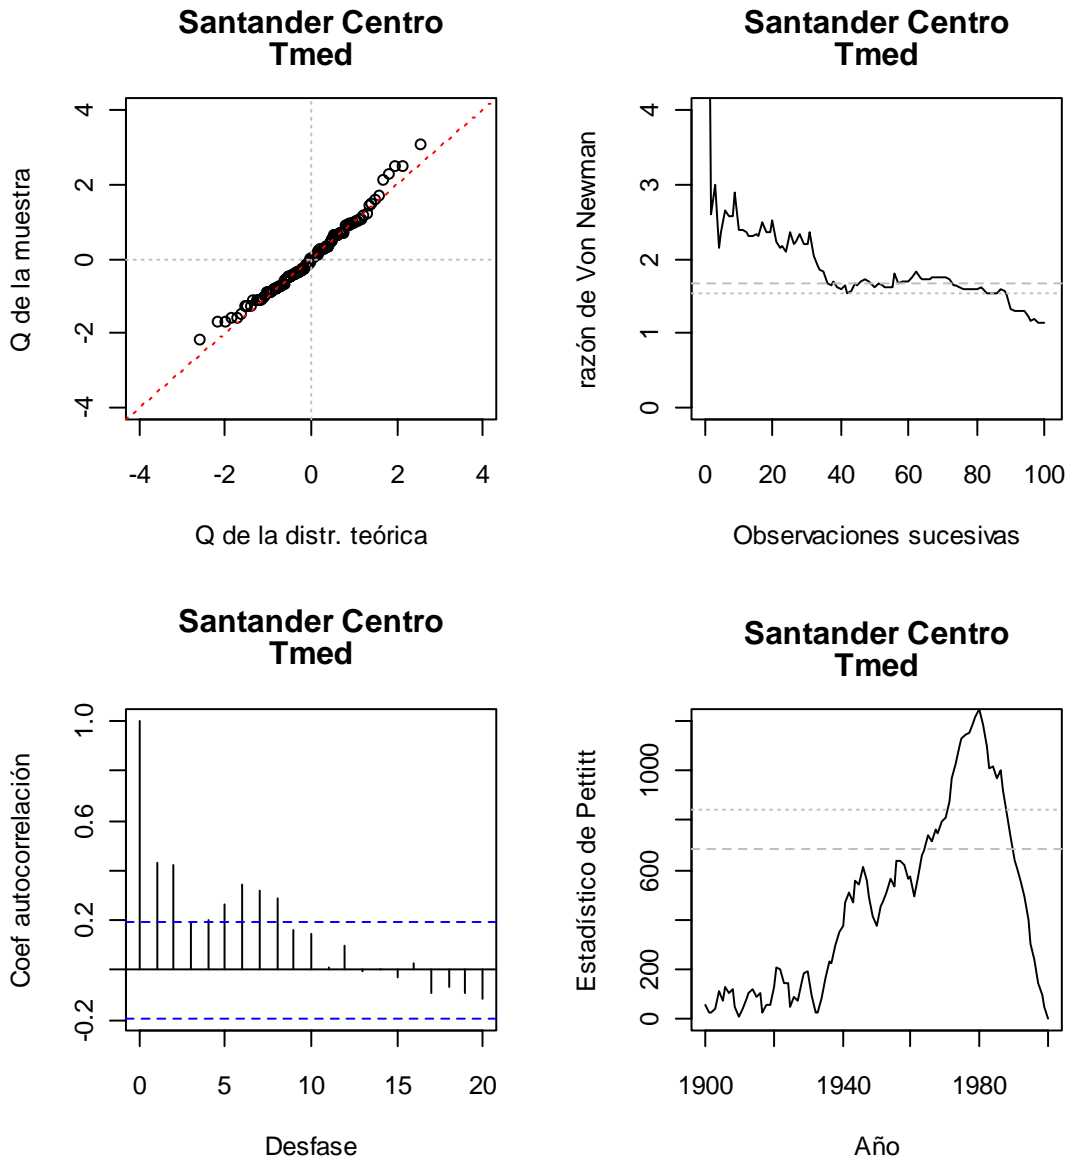 Santander Centro
Tmed
Q de la muestra
4
2
0
-2
-4
-4
-2
0
2
4
Q de la distr. teórica
Santander Centro
Tmed
razón de Von Newman
4
3
2
1
0
0
20
40
60
80
100
Observaciones sucesivas
Santander Centro
Tmed
Coef autocorrelación
1.0
0.6
0.2
-0.2
0
5
10
15
20
Desfase
Santander Centro
Tmed
Estadístico de Pettitt
1000
600
200
0
1900
1940
1980
Año